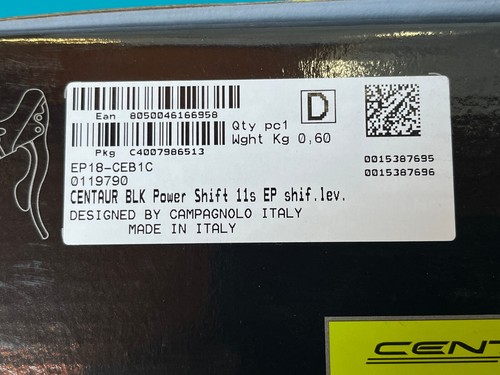 Ean 8050046166958
Pkg C4007986513
Qty pc1
Wght Kg 0,60
D
0015387695
0015387696
EP18-CEB1C
0119790
CENTAUR BLK Power Shift 11s EP shif.lev.
DESIGNED BY CAMPAGNOLO ITALY
MADE IN ITALY
CENT